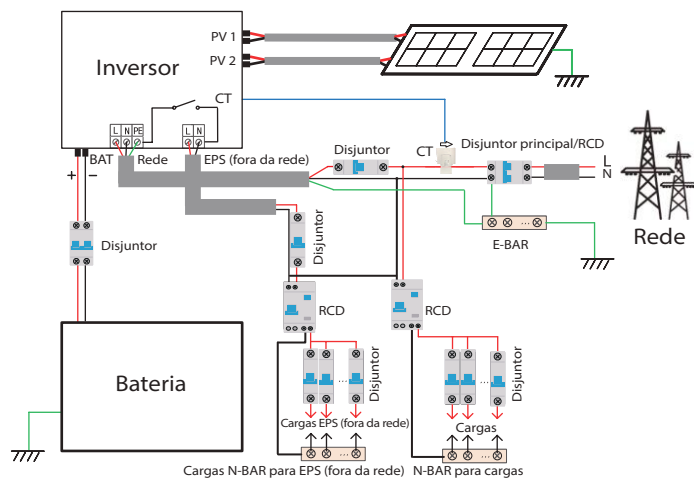 PV 1
PV 2
Inversor
CT
L N PE
L N
BAT
Rede
EPS (fora da rede)
+ −
Disjuntor
CT
Disjuntor principal/RCD
L
N
Rede
E-BAR
Disjuntor
Disjuntor
RCD
RCD
Bateria
Disjuntor
Disjuntor
Cargas EPS (fora da rede)
Cargas
Cargas N-BAR para EPS (fora da rede)
N-BAR para cargas